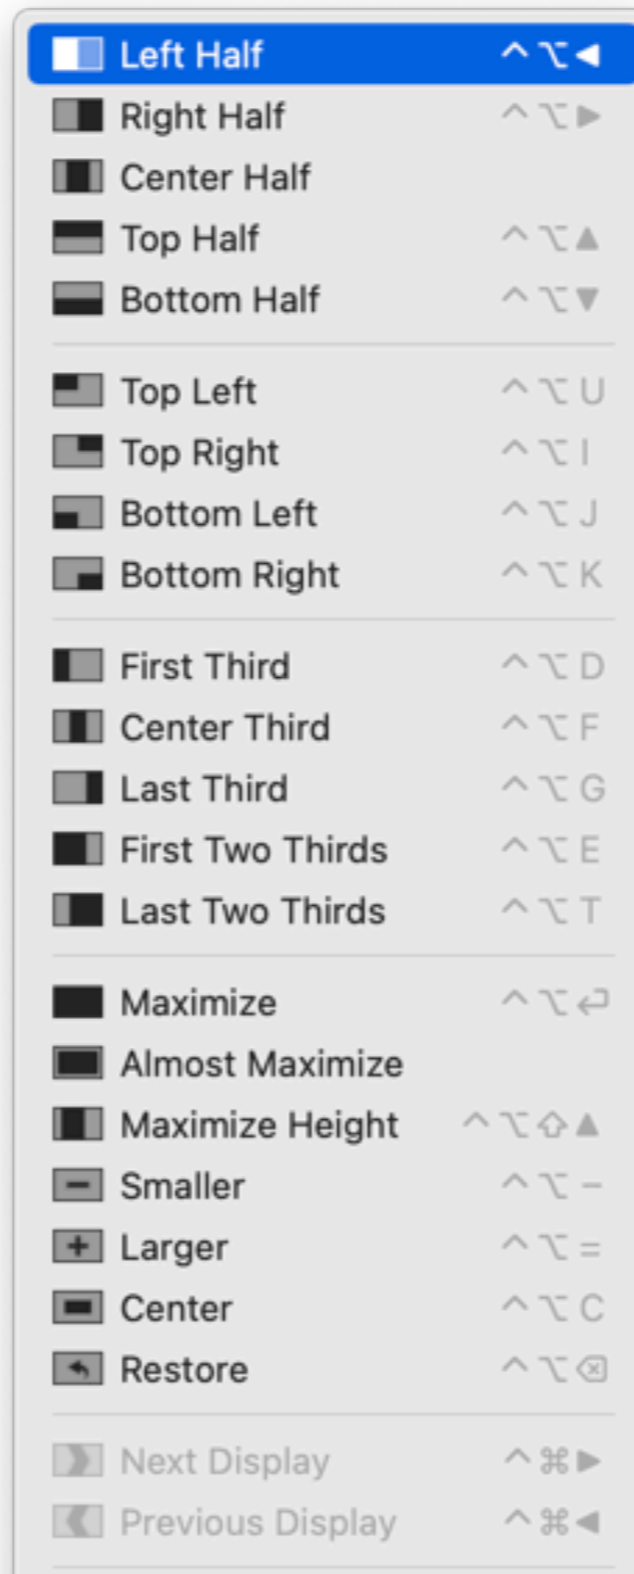 Left Half ⌃⌥◀
Right Half ⌃⌥▶
Center Half
Top Half ⌃⌥▲
Bottom Half ⌃⌥▼
Top Left ⌃⌥U
Top Right ⌃⌥I
Bottom Left ⌃⌥J
Bottom Right ⌃⌥K
First Third ⌃⌥D
Center Third ⌃⌥F
Last Third ⌃⌥G
First Two Thirds ⌃⌥E
Last Two Thirds ⌃⌥T
Maximize ⌃⌥↩
Almost Maximize
Maximize Height ⌃⌥⇧▲
Smaller ⌃⌥−
Larger ⌃⌥=
Center ⌃⌥C
Restore ⌃⌥⌫
Next Display ⌃⌘▶
Previous Display ⌃⌘◀